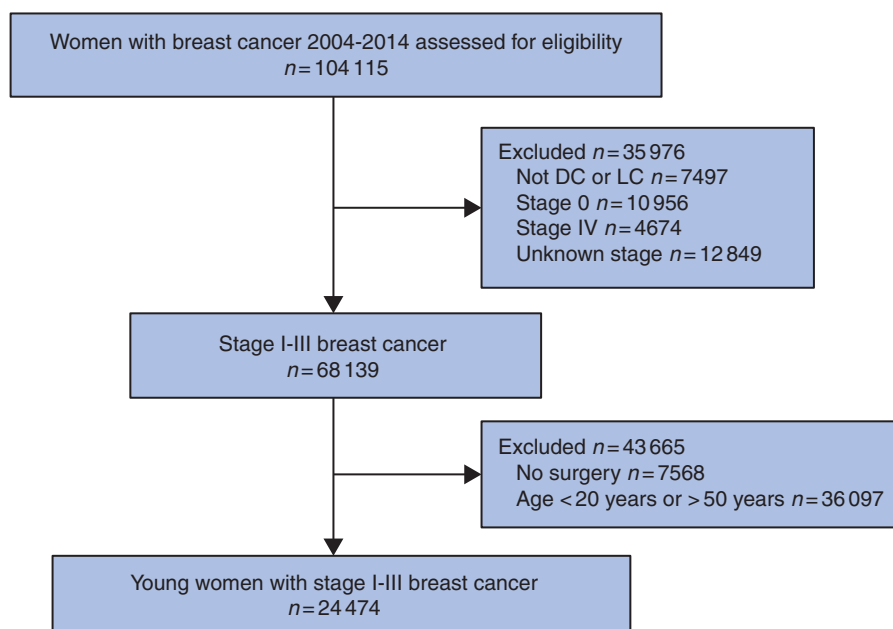 Women with breast cancer 2004-2014 assessed for eligibility
n = 104 115
Excluded n = 35 976
Not DC or LC n = 7497
Stage 0 n = 10 956
Stage IV n = 4674
Unknown stage n = 12 849
Stage I-III breast cancer
n = 68 139
Excluded n = 43 665
No surgery n = 7568
Age < 20 years or > 50 years n = 36 097
Young women with stage I-III breast cancer
n = 24 474